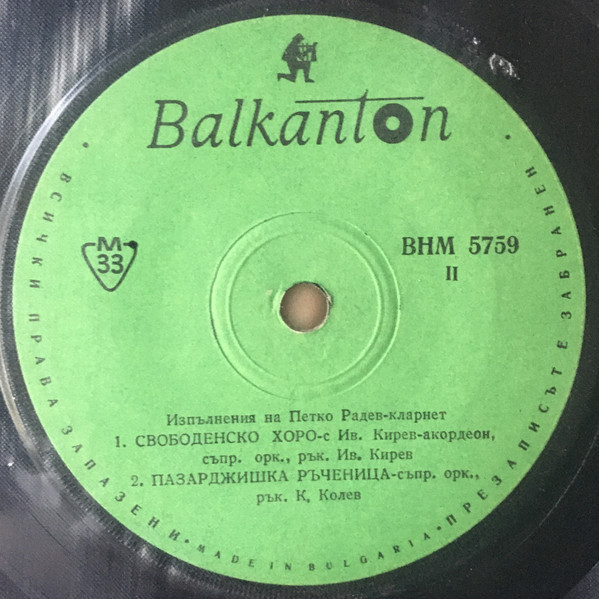 Balkanton
М
33
ВНМ 5759
II
Изпълнения на Петко Радев-кларнет
1. СВОБОДЕНСКО ХОРО-с Ив. Кирев-акордеон,
съпр. орк., рък. Ив. Кирев
2. ПАЗАРДЖИШКА РЪЧЕНИЦА-съпр. орк.,
рък. К. Колев
• ВСИЧКИ ПРАВА ЗАПАЗЕНИ • MADE IN BULGARIA • ПРЕЗАПИСЪТ Е ЗАБРАНЕН •